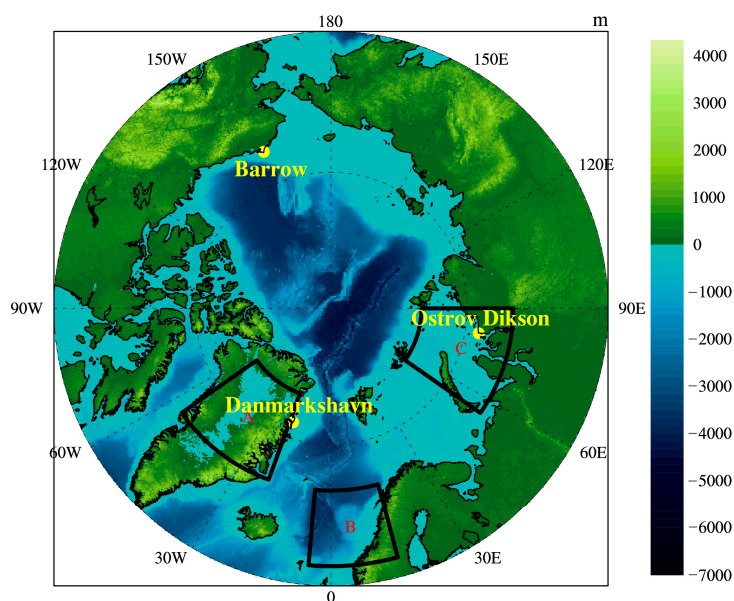 180
m
150W
150E
4000
3000
Barrow
120W
120E
2000
1000
0
−1000
90W
Ostrov Dikson
90E
C
−2000
−3000
Danmarkshavn
A
60W
60E
−4000
B
−5000
30W
30E
−6000
0
−7000